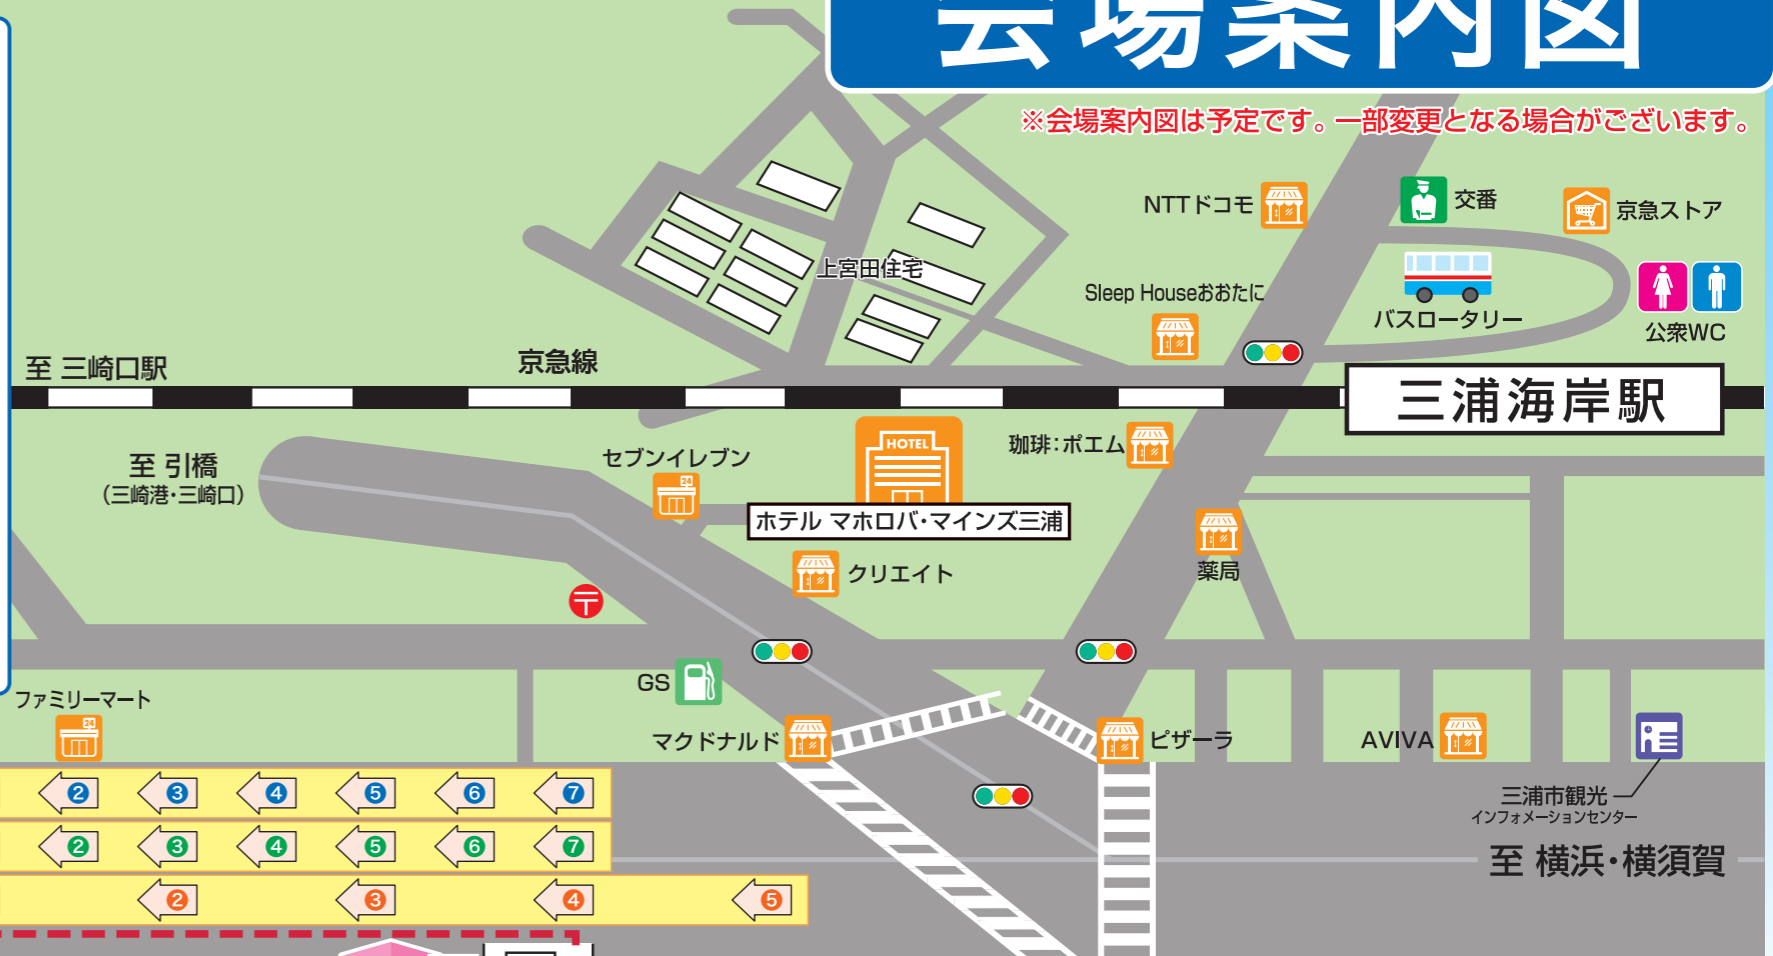 会場案内図
※会場案内図は予定です。一部変更となる場合がございます。
NTTドコモ
交番
京急ストア
上宮田住宅
Sleep Houseおおたに
バスロータリー
公衆WC
至 三崎口駅
京急線
三浦海岸駅
至 引橋
（三崎港・三崎口）
セブンイレブン
24
HOTEL
珈琲：ポエム
ホテル マホロバ・マインズ三浦
クリエイト
薬局
〒
GS
ファミリーマート
24
マクドナルド
ピザーラ
AVIVA
三浦市観光
インフォメーションセンター
至 横浜・横須賀
2 3 4 5 6 7
2 3 4 5 6 7
2 3 4 5